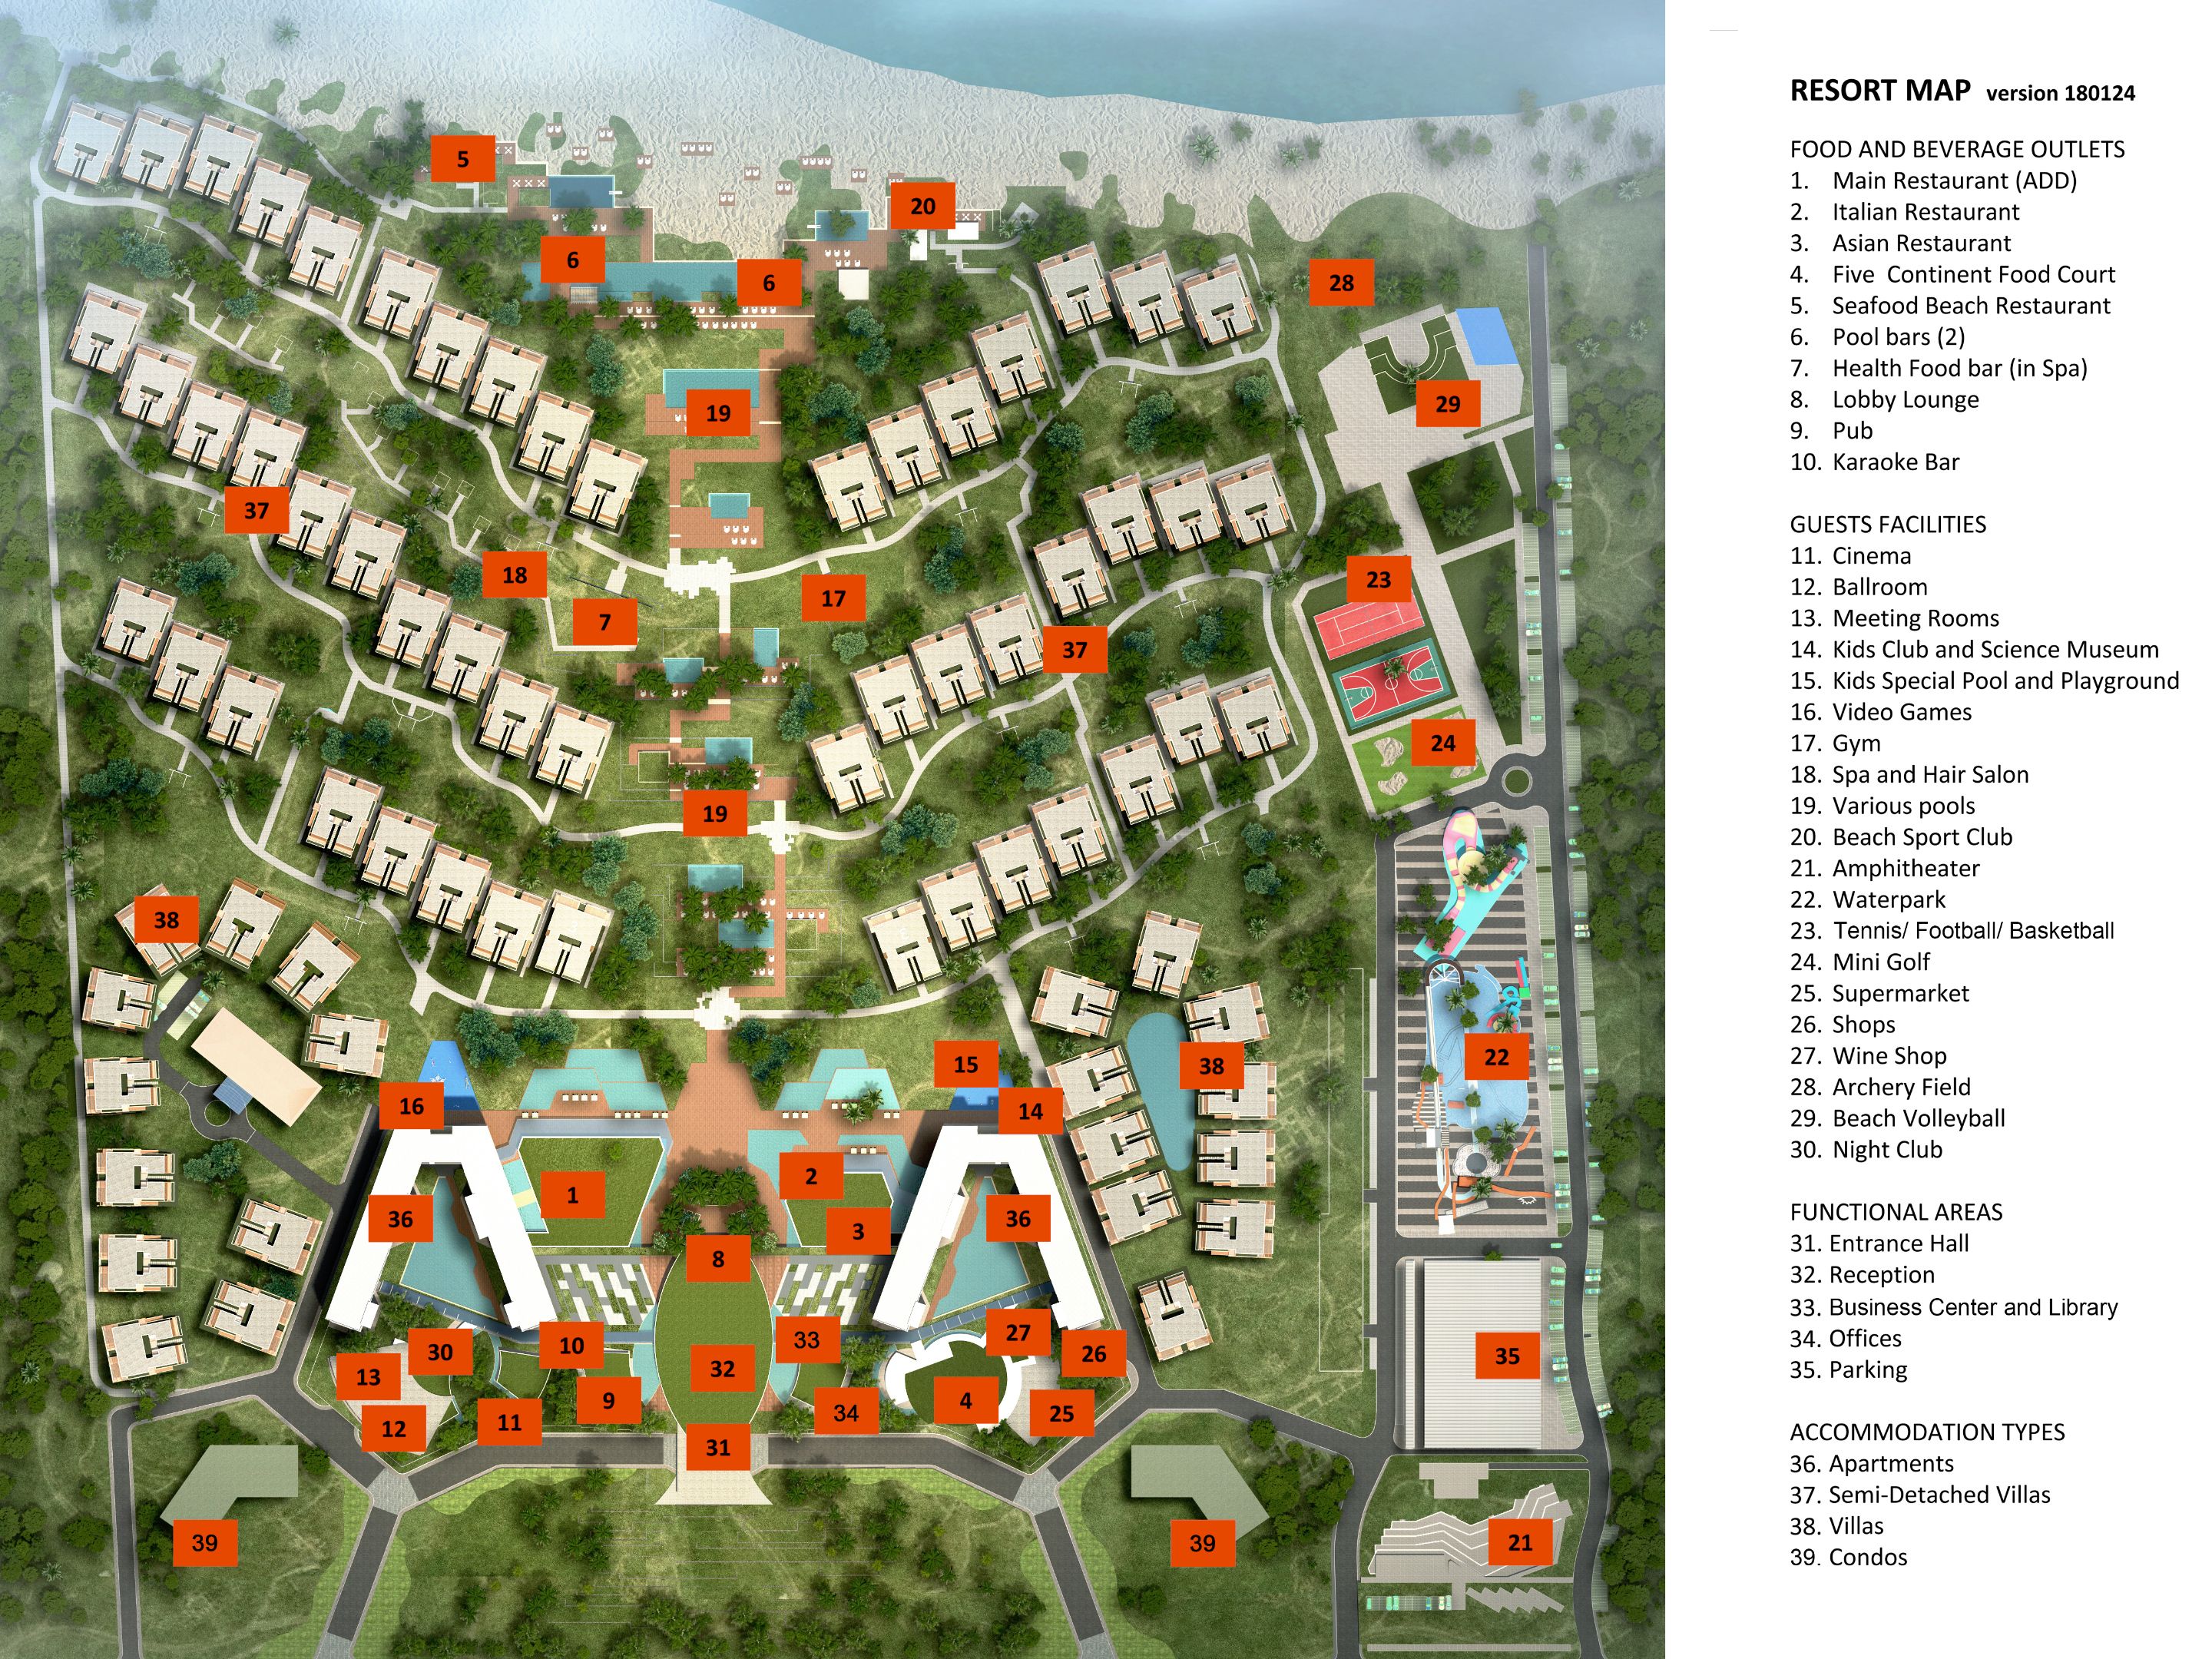 RESORT MAP version 180124
FOOD AND BEVERAGE OUTLETS
1. Main Restaurant (ADD)
2. Italian Restaurant
3. Asian Restaurant
4. Five Continent Food Court
5. Seafood Beach Restaurant
6. Pool bars (2)
7. Health Food bar (in Spa)
8. Lobby Lounge
9. Pub
10. Karaoke Bar
GUESTS FACILITIES
11. Cinema
12. Ballroom
13. Meeting Rooms
14. Kids Club and Science Museum
15. Kids Special Pool and Playground
16. Video Games
17. Gym
18. Spa and Hair Salon
19. Various pools
20. Beach Sport Club
21. Amphitheater
22. Waterpark
23. Tennis/ Football/ Basketball
24. Mini Golf
25. Supermarket
26. Shops
27. Wine Shop
28. Archery Field
29. Beach Volleyball
30. Night Club
FUNCTIONAL AREAS
31. Entrance Hall
32. Reception
33. Business Center and Library
34. Offices
35. Parking
ACCOMMODATION TYPES
36. Apartments
37. Semi-Detached Villas
38. Villas
39. Condos
5
20
6
6
28
29
19
37
18
23
17
7
37
24
19
38
22
15
38
16
14
2
1
36
36
3
8
27
33
10
30
26
35
32
13
9
4
34
25
11
12
31
21
39
39